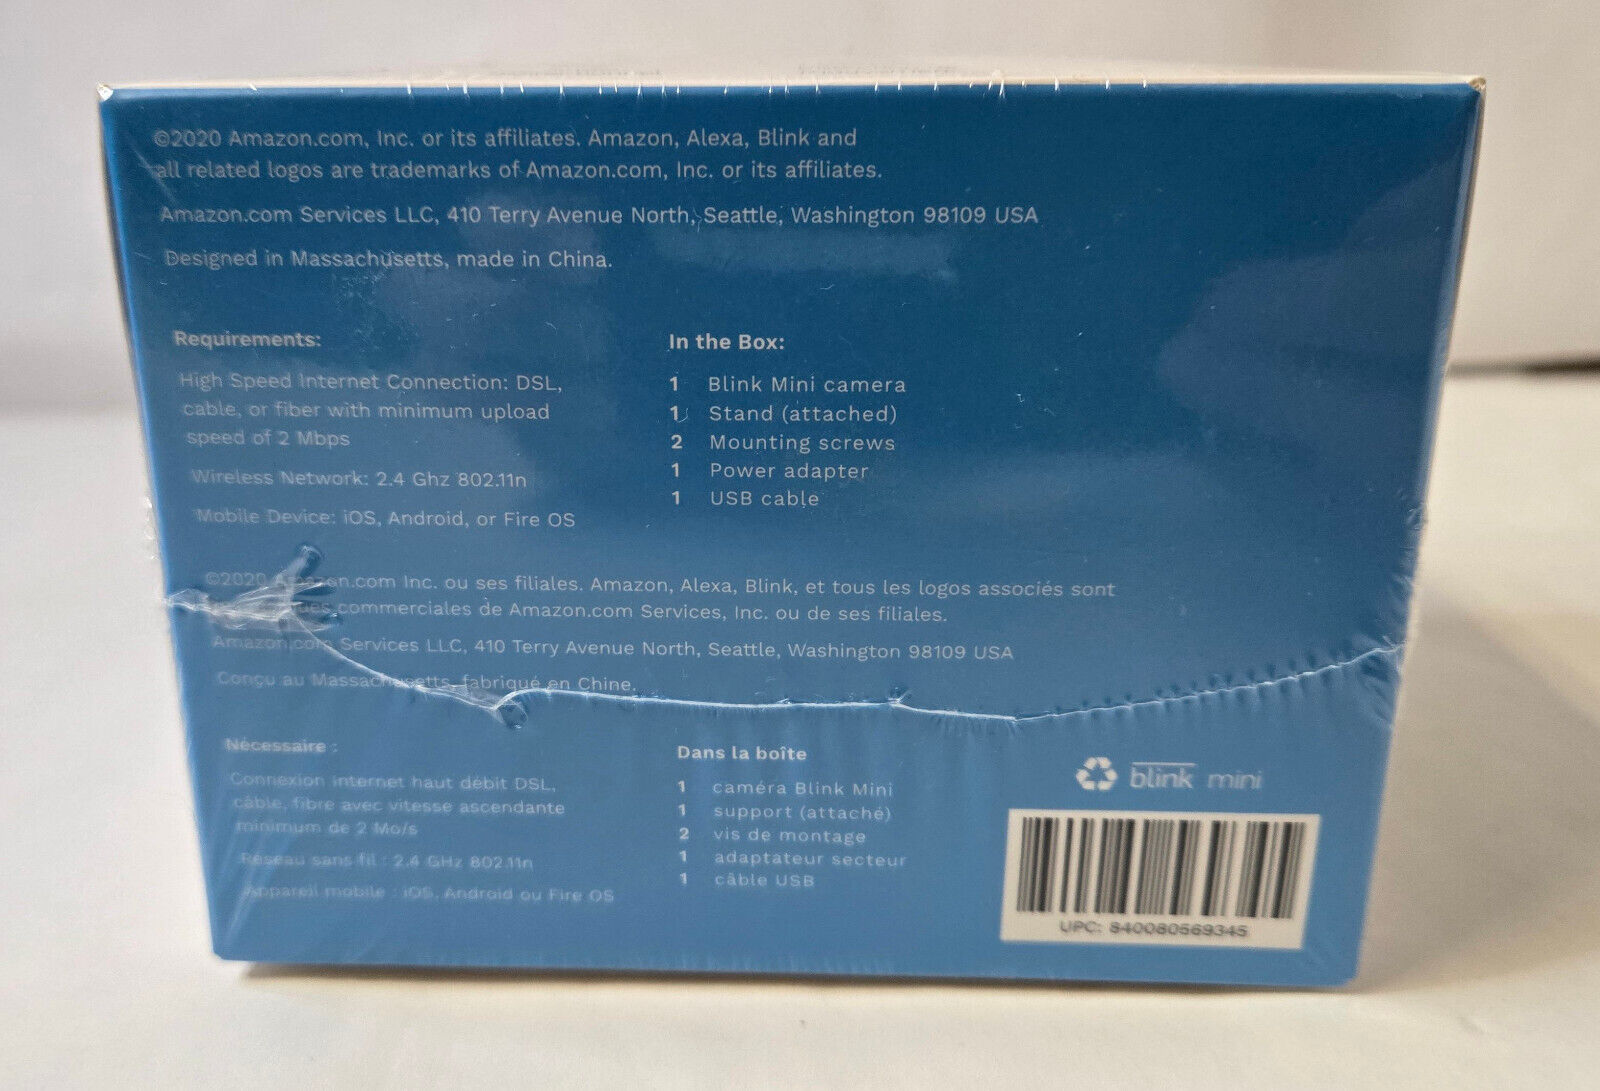 ©2020 Amazon.com, Inc. or its affiliates. Amazon, Alexa, Blink and
all related logos are trademarks of Amazon.com, Inc. or its affiliates.
Amazon.com Services LLC, 410 Terry Avenue North, Seattle, Washington 98109 USA
Designed in Massachusetts, made in China.
Requirements:
High Speed Internet Connection: DSL,
cable, or fiber with minimum upload
speed of 2 Mbps
Wireless Network: 2.4 Ghz 802.11n
Mobile Device: iOS, Android, or Fire OS
In the Box:
1 Blink Mini camera
1 Stand (attached)
2 Mounting screws
1 Power adapter
1 USB cable
©2020 Amazon.com Inc. ou ses filiales. Amazon, Alexa, Blink, et tous les logos associés sont
commerciales de Amazon.com Services, Inc. ou de ses filiales.
Amazon.com Services LLC, 410 Terry Avenue North, Seattle, Washington 98109 USA
Conçu au Massachusetts, fabriqué en Chine.
Nécessaire :
Connexion internet haut débit DSL,
câble, fibre avec vitesse ascendante
minimum de 2 Mo/s
Réseau sans fil : 2.4 GHz 802.11n
Appareil mobile : iOS, Android ou Fire OS
Dans la boîte
1 caméra Blink Mini
1 support (attaché)
2 vis de montage
1 adaptateur secteur
1 câble USB
blink mini
UPC: 840080569345